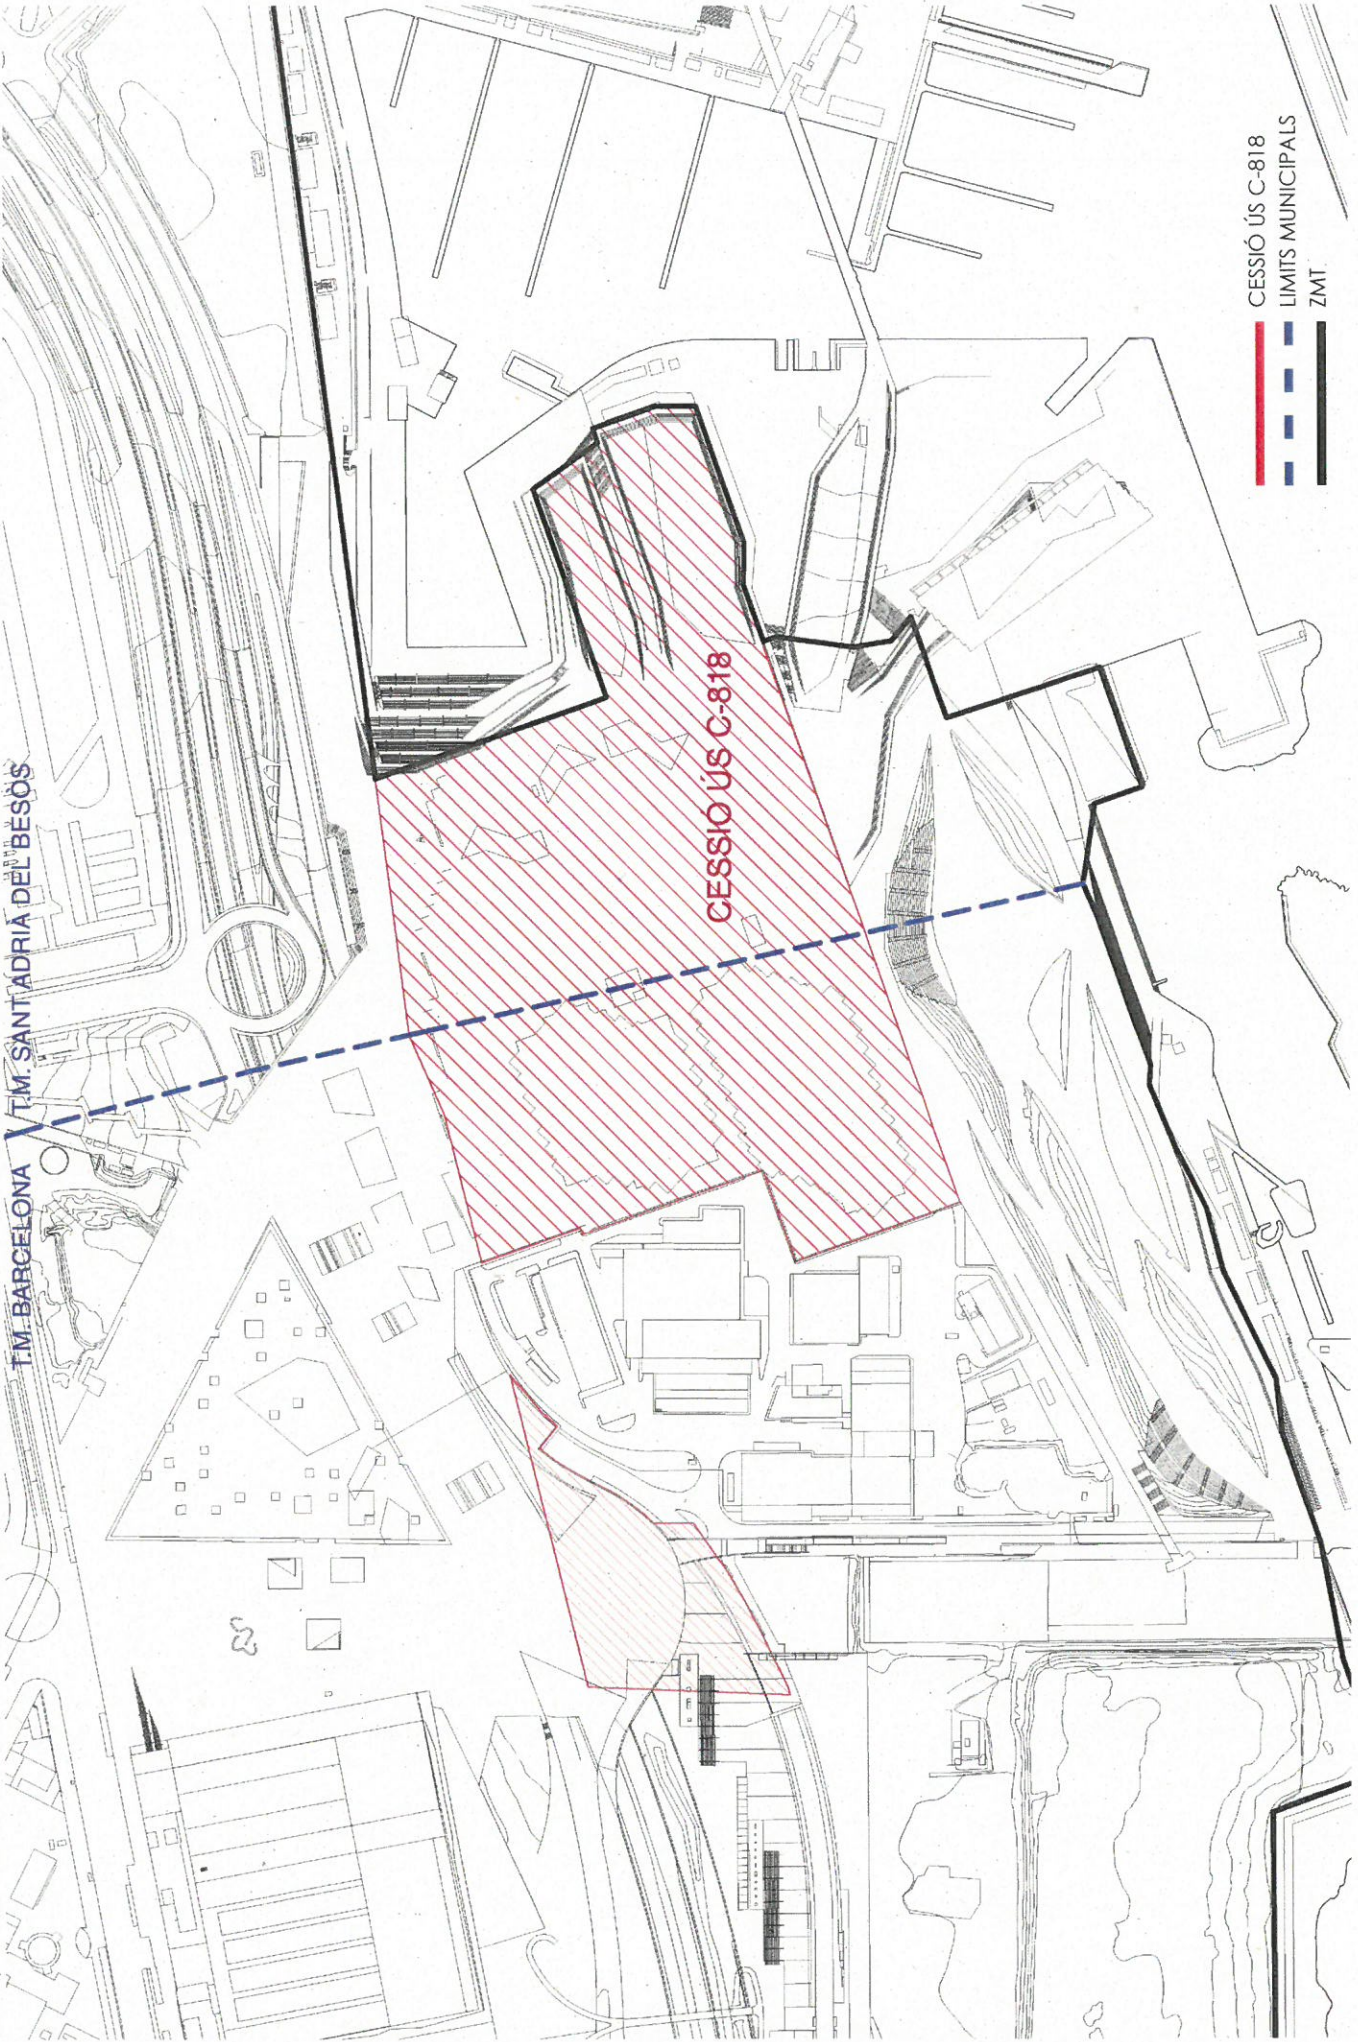 T.M. BARCELONA T.M. SANT ADRIÀ DEL BESÒS
CESSIÓ ÚS C-818
CESSIÓ ÚS C-818
LIMITS MUNICIPALS
ZMT